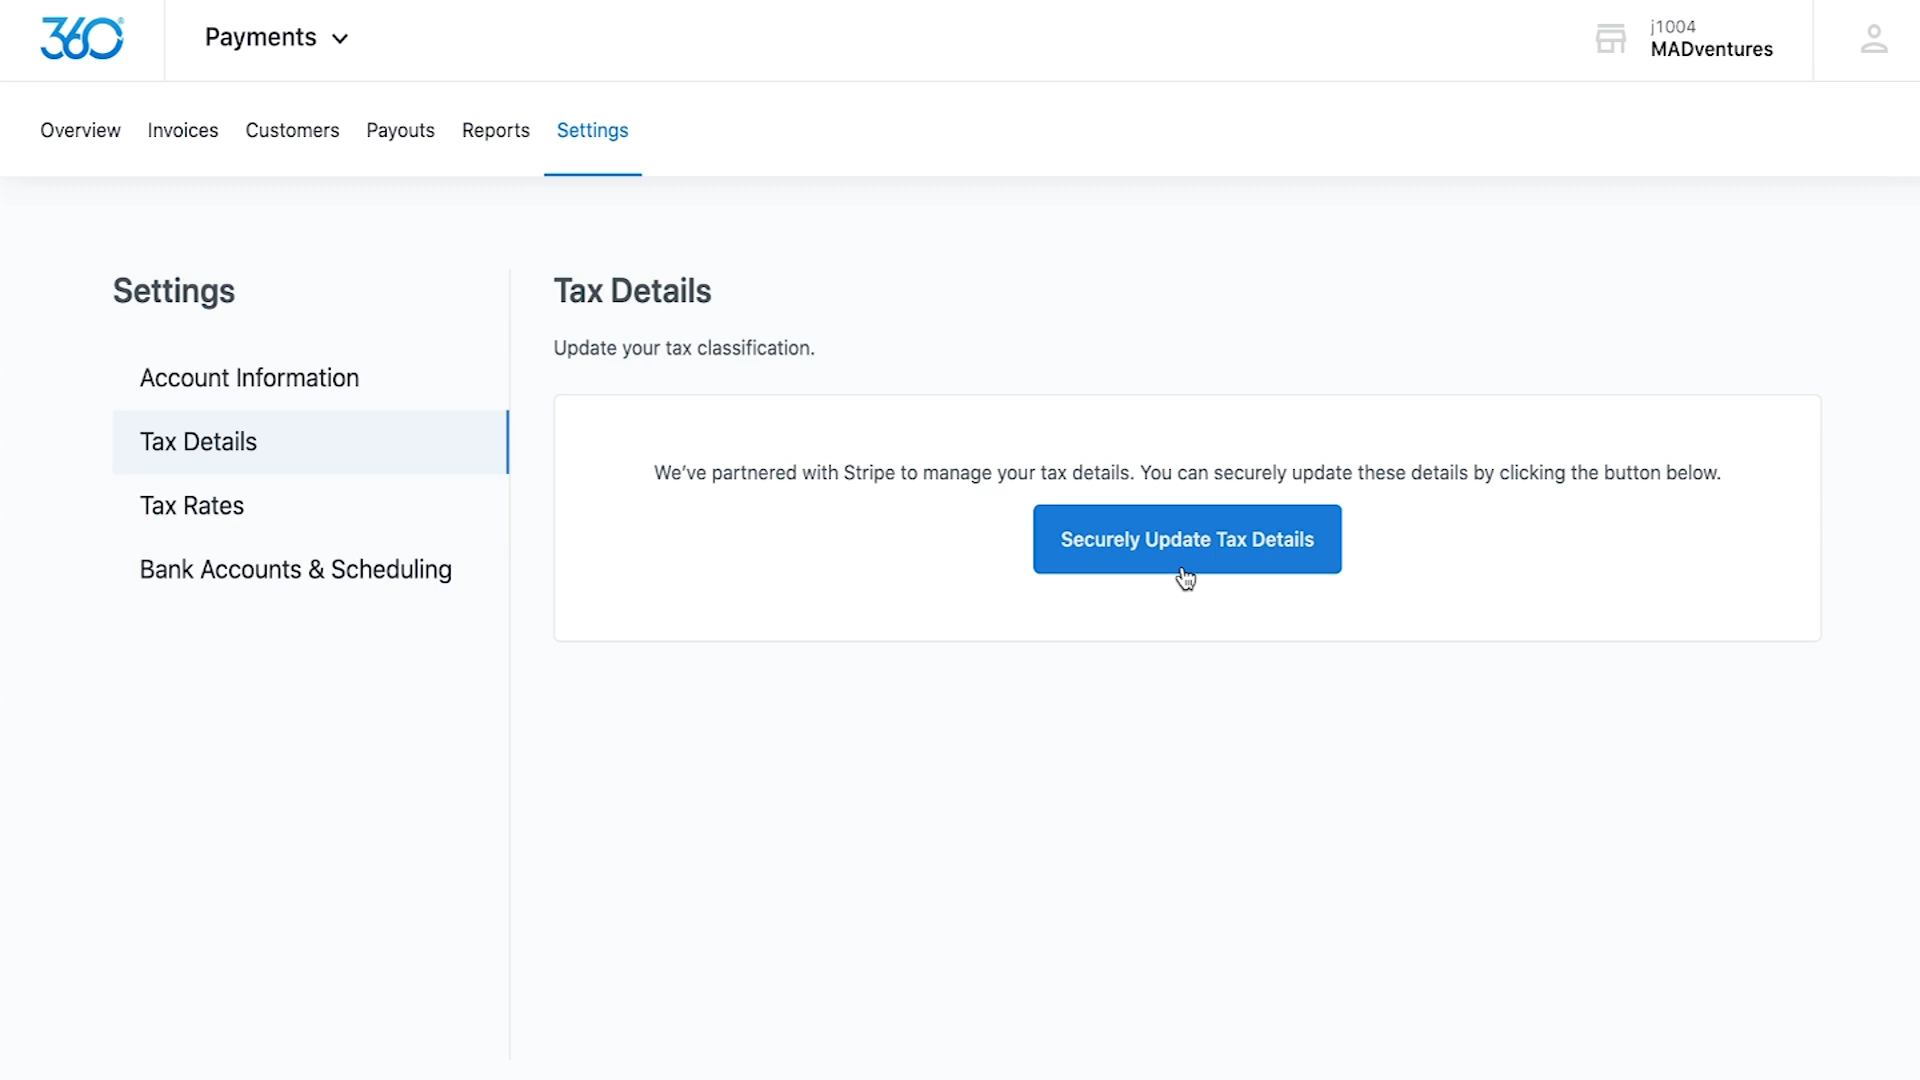 360
Payments
j1004
MADventures
Overview Invoices Customers Payouts Reports Settings
Settings
Account Information
Tax Details
Tax Rates
Bank Accounts & Scheduling
Tax Details
Update your tax classification.
We've partnered with Stripe to manage your tax details. You can securely update these details by clicking the button below.
Securely Update Tax Details